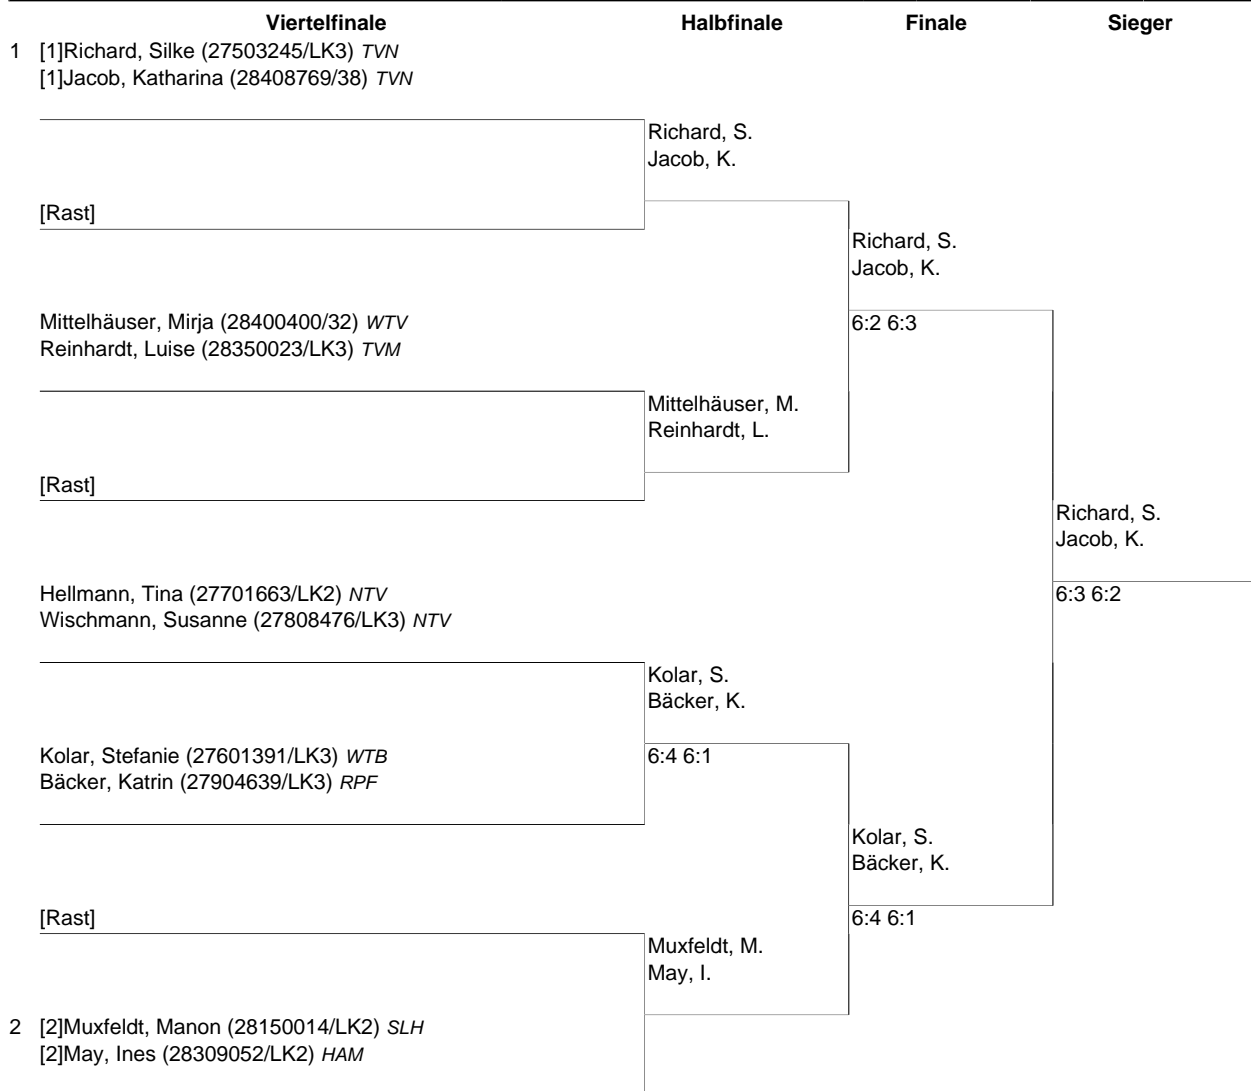 Viertelfinale Halbfinale Finale Sieger
1 [1]Richard, Silke (27503245/LK3) TVN
[1]Jacob, Katharina (28408769/38) TVN
Richard, S.
Jacob, K.
[Rast]
Richard, S.
Jacob, K.
Mittelhäuser, Mirja (28400400/32) WTV 6:2 6:3
Reinhardt, Luise (28350023/LK3) TVM
Mittelhäuser, M.
Reinhardt, L.
[Rast]
Richard, S.
Jacob, K.
Hellmann, Tina (27701663/LK2) NTV 6:3 6:2
Wischmann, Susanne (27808476/LK3) NTV
Kolar, S.
Bäcker, K.
Kolar, Stefanie (27601391/LK3) WTB 6:4 6:1
Bäcker, Katrin (27904639/LK3) RPF
Kolar, S.
Bäcker, K.
[Rast] 6:4 6:1
Muxfeldt, M.
May, I.
2 [2]Muxfeldt, Manon (28150014/LK2) SLH
[2]May, Ines (28309052/LK2) HAM